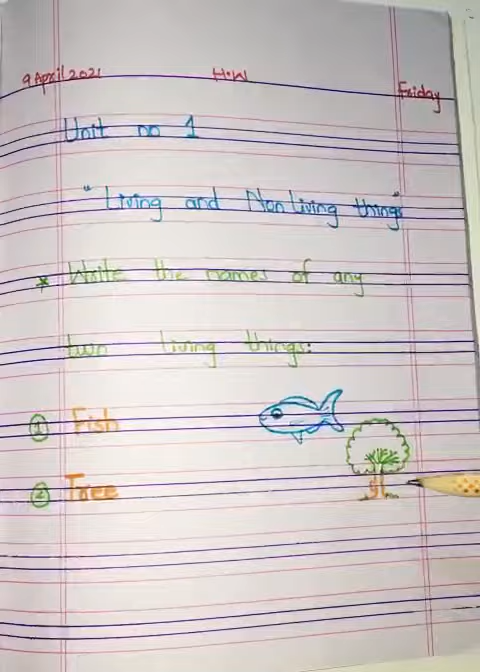 9 April 2021 H.W Friday
Unit no 1
"Living and Non living things"
* Write the names of any
two living things:
① Fish
② Tree